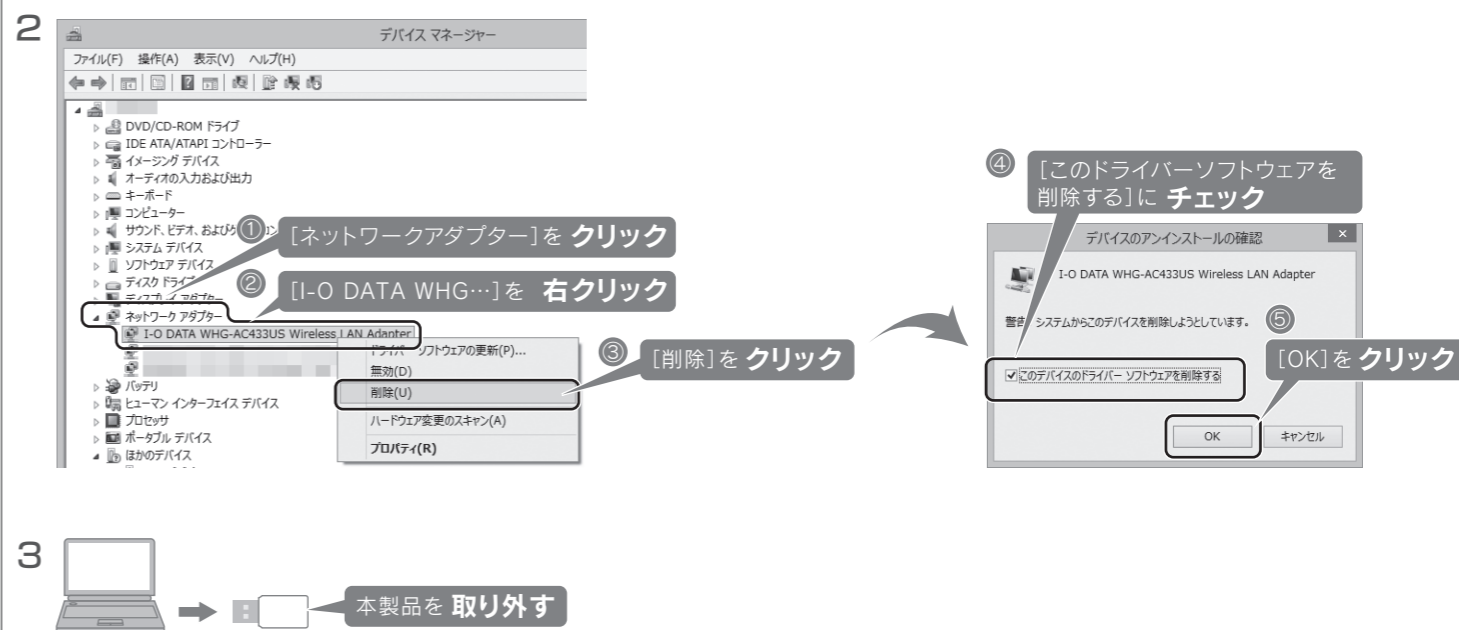 2
デバイス マネージャー
ファイル(F) 操作(A) 表示(V) ヘルプ(H)
DVD/CD-ROM ドライブ
IDE ATA/ATAPI コントローラー
イメージング デバイス
オーディオの入力および出力
キーボード
コンピューター
サウンド、ビデオ、および
① [ネットワークアダプター]を クリック
システム デバイス
ソフトウェア デバイス
ディスク ドライブ
② [I-O DATA WHG…]を 右クリック
ディスプレイ アダプター
ネットワーク アダプター
I-O DATA WHG-AC433US Wireless LAN Adapter
ドライバー ソフトウェアの更新(P)...
無効(D)
③ [削除]を クリック
削除(U)
ハードウェア変更のスキャン(A)
プロパティ(R)
バッテリ
ヒューマン インターフェイス デバイス
プロセッサ
ポータブル デバイス
ほかのデバイス
④ [このドライバーソフトウェアを
削除する]に チェック
デバイスのアンインストールの確認
I-O DATA WHG-AC433US Wireless LAN Adapter
システムからこのデバイスを削除しようとしています。
⑤ [OK]を クリック
このデバイスのドライバー ソフトウェアを削除する
OK キャンセル
3
本製品を 取り外す